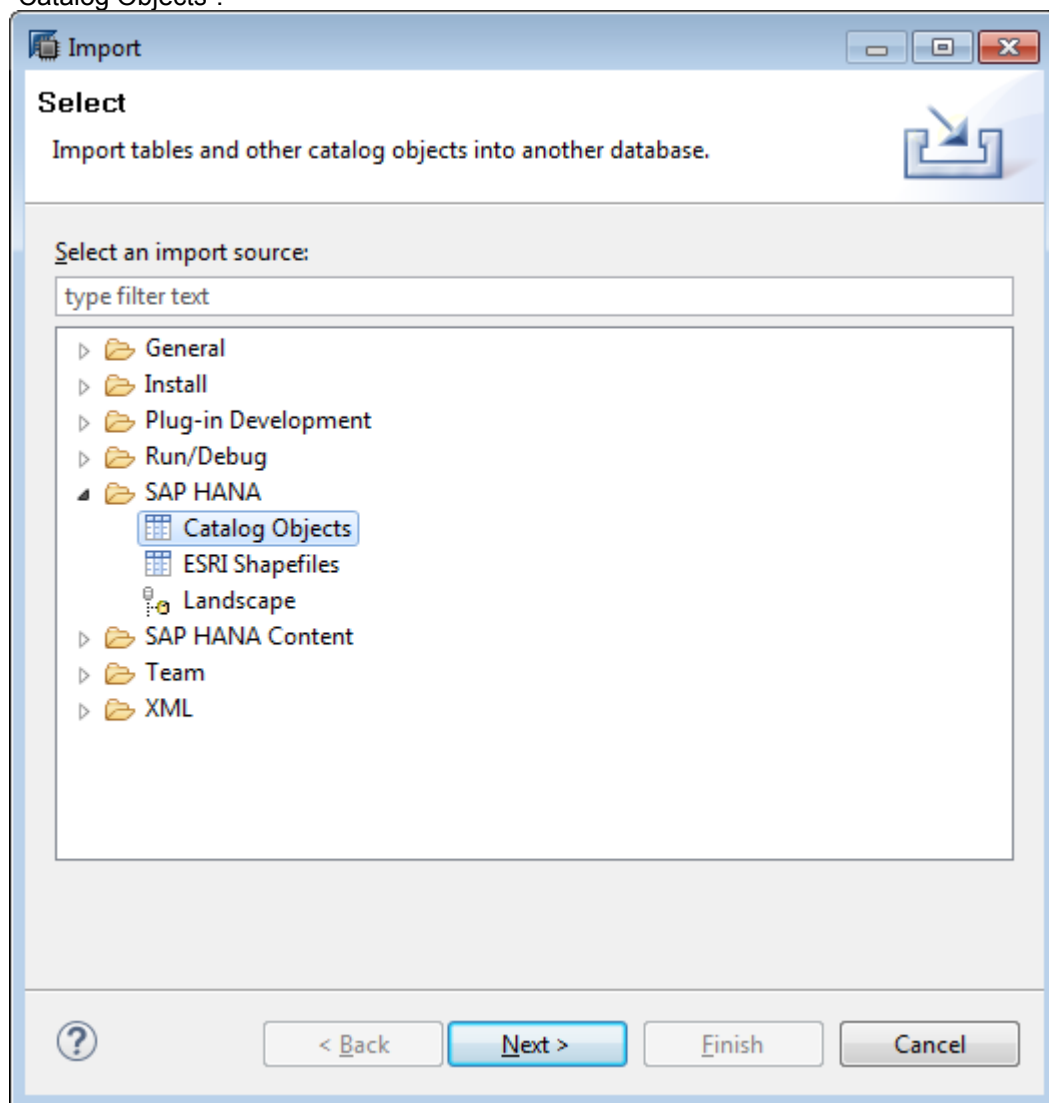 "Catalog Objects".
Import
Select
Import tables and other catalog objects into another database.
Select an import source:
type filter text
General
Install
Plug-in Development
Run/Debug
SAP HANA
Catalog Objects
ESRI Shapefiles
Landscape
SAP HANA Content
Team
XML
?
< Back
Next >
Finish
Cancel